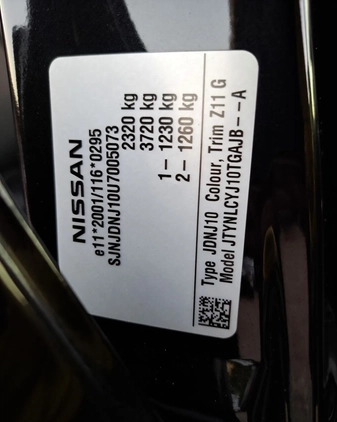 NISSAN
e11*2001/116*0295
SJNJDNJ10U7005073
2320 kg
3720 kg
1 – 1230 kg
2 – 1260 kg
Type JDNJ10 Colour, Trim Z11 G
Model JTYNLCYJ10TGAJB – – A